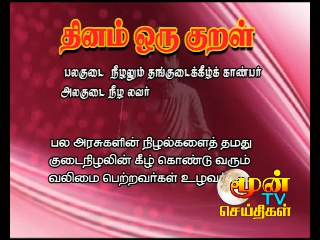 தினம் ஒரு குறள்
பலகுடை நீழலும் தங்குடைக்கீழ்க் காண்பர்
அலகுடை நீழ லவர்
பல அரசுகளின் நிழல்களைத் தமது
குடைநிழலின் கீழ் கொண்டு வரும்
வலிமை பெற்றவர்கள்
மூன்
TV
செய்திகள்